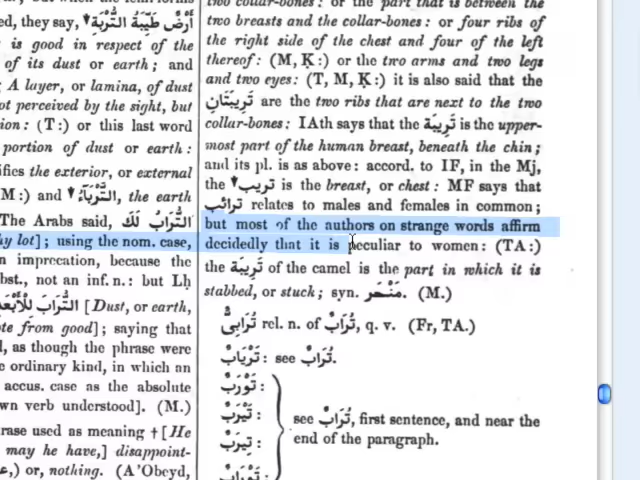 ed, they say, أَرْضٌ طَيِّبَةُ التُّرْبَةِ
is good in respect of the
of its dust or earth; and
A layer, or lamina, of dust
ot perceived by the sight, but
ion: (T:) or this last word
portion of dust or earth:
ifies the exterior, or external
M:) and التَّرْبَآءُ, the earth
The Arabs said, التُّرَابُ لَكَ
hy lot]; using the nom. case,
n imprecation, because the
bst., not an inf. n.: but Lḥ
التُّرَابَ لِلْأَبْعَدِ [Dust, or earth,
ote from good]; saying that
l, as though the phrase were
e ordinary kind, in which an
accus. case as the absolute
wn verb understood]. (M.)
rase used as meaning † [He
may he have,] disappoint-
,) or, nothing. (A'Obeyd,
two collar-bones: or the part that is between the
two breasts and the collar-bones: or four ribs of
the right side of the chest and four of the left
thereof: (M, Ḳ:) or the two arms and two legs
and two eyes: (T, M, Ḳ:) it is also said that the
تَرِيبَتَانِ are the two ribs that are next to the two
collar-bones: IAth says that the تَرِيبَة is the upper-
most part of the human breast, beneath the chin;
and its pl. is as above: accord. to IF, in the Mj,
the تَرِيب is the breast, or chest: MF says that
تَرَائِب relates to males and females in common;
but most of the authors on strange words affirm
decidedly that it is peculiar to women: (TA:)
the تَرِيبَة of the camel is the part in which it is
stabbed, or stuck; syn. مَنْحَر. (M.)
تُرَابِىٌّ rel. n. of تُرَابٌ, q. v. (Fr, TA.)
تَرْيَابٌ: see تُرَابٌ.
تَوْرَبٌ:
تَيْرَبٌ:
تِيرَبٌ:
تَوْرَابٌ:
see تُرَابٌ, first sentence, and near the
end of the paragraph.